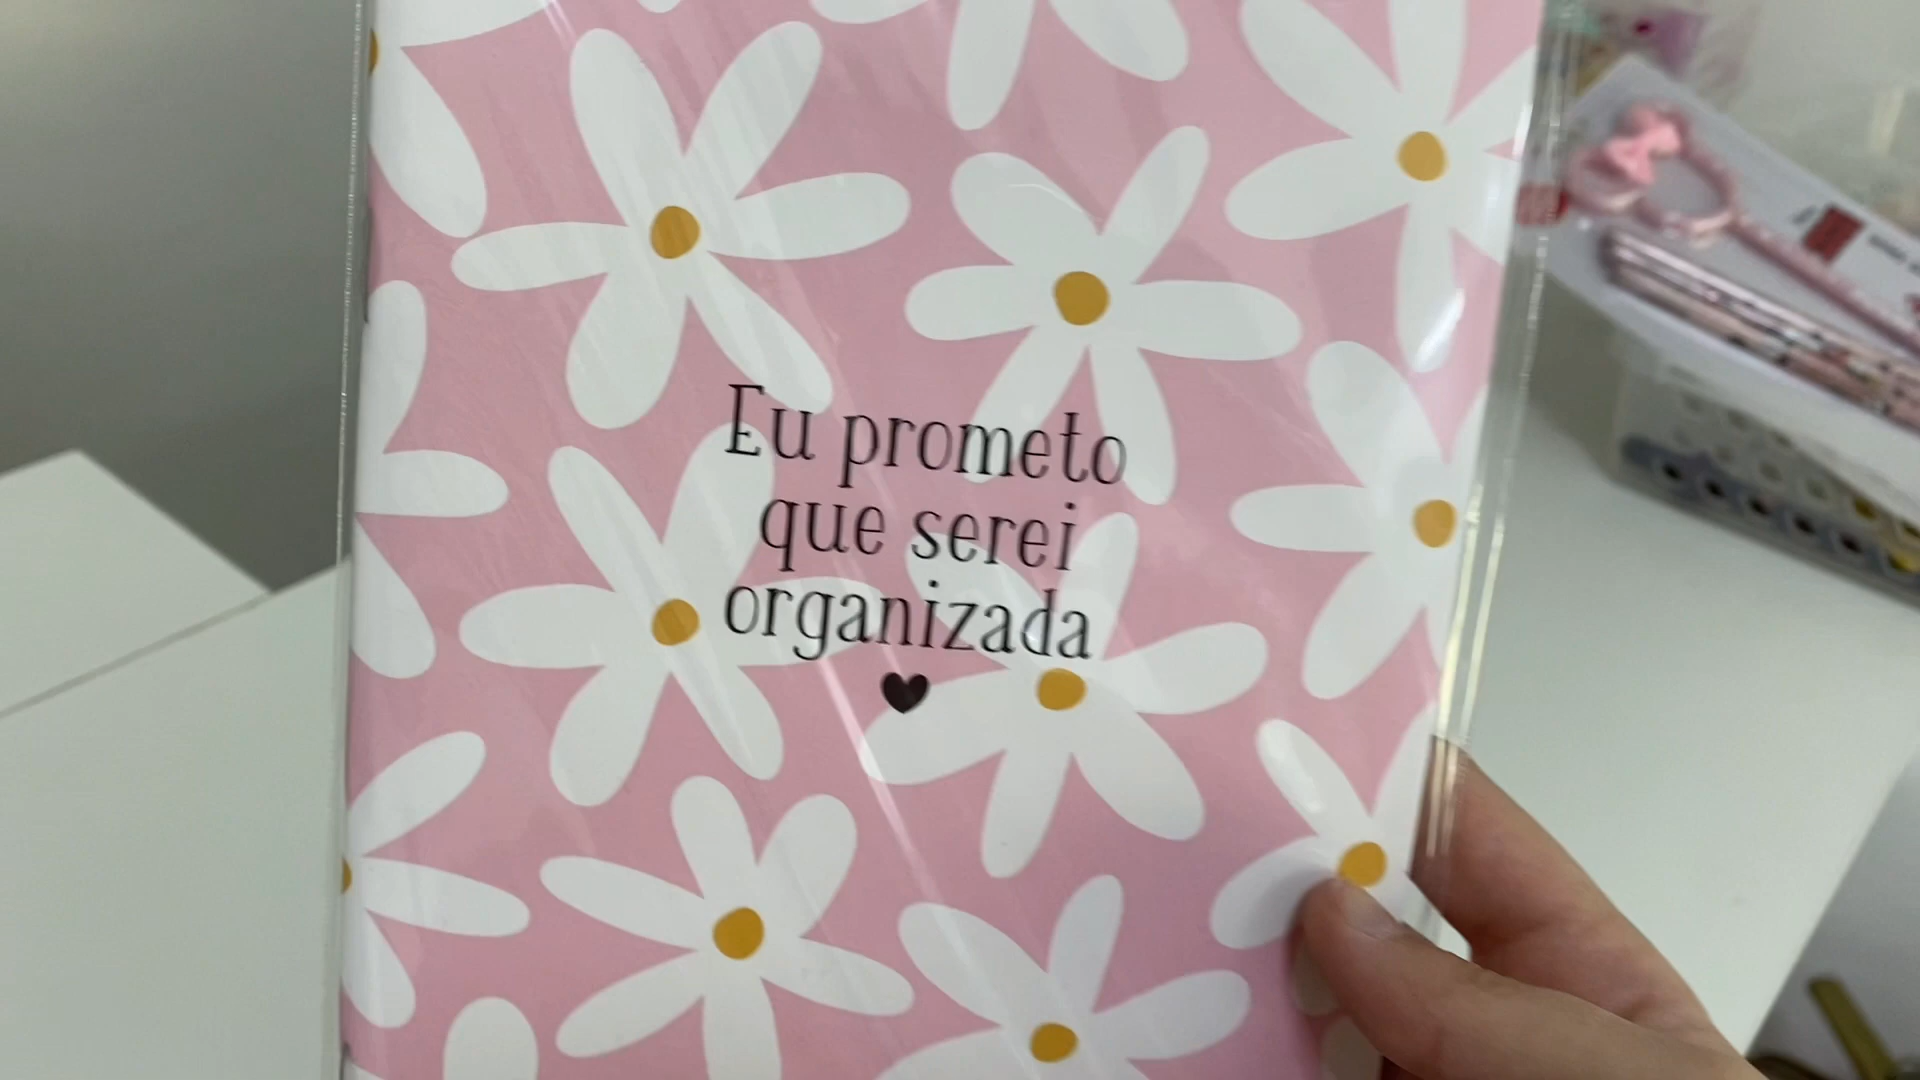 Eu prometo
que serei
organizada